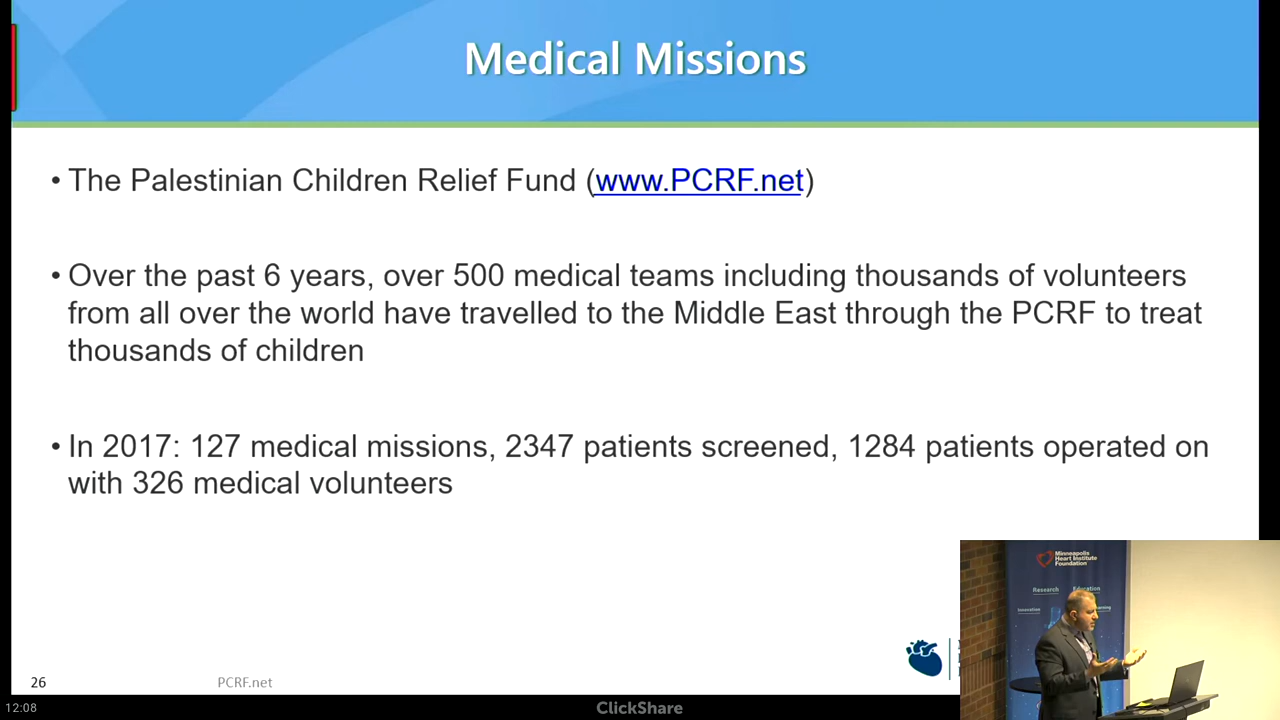 Medical Missions
• The Palestinian Children Relief Fund (www.PCRF.net)
• Over the past 6 years, over 500 medical teams including thousands of volunteers
from all over the world have travelled to the Middle East through the PCRF to treat
thousands of children
• In 2017: 127 medical missions, 2347 patients screened, 1284 patients operated on
with 326 medical volunteers
Minneapolis
Heart Institute
Foundation
Research
Education
Innovation
26
PCRF.net
12:08
ClickShare